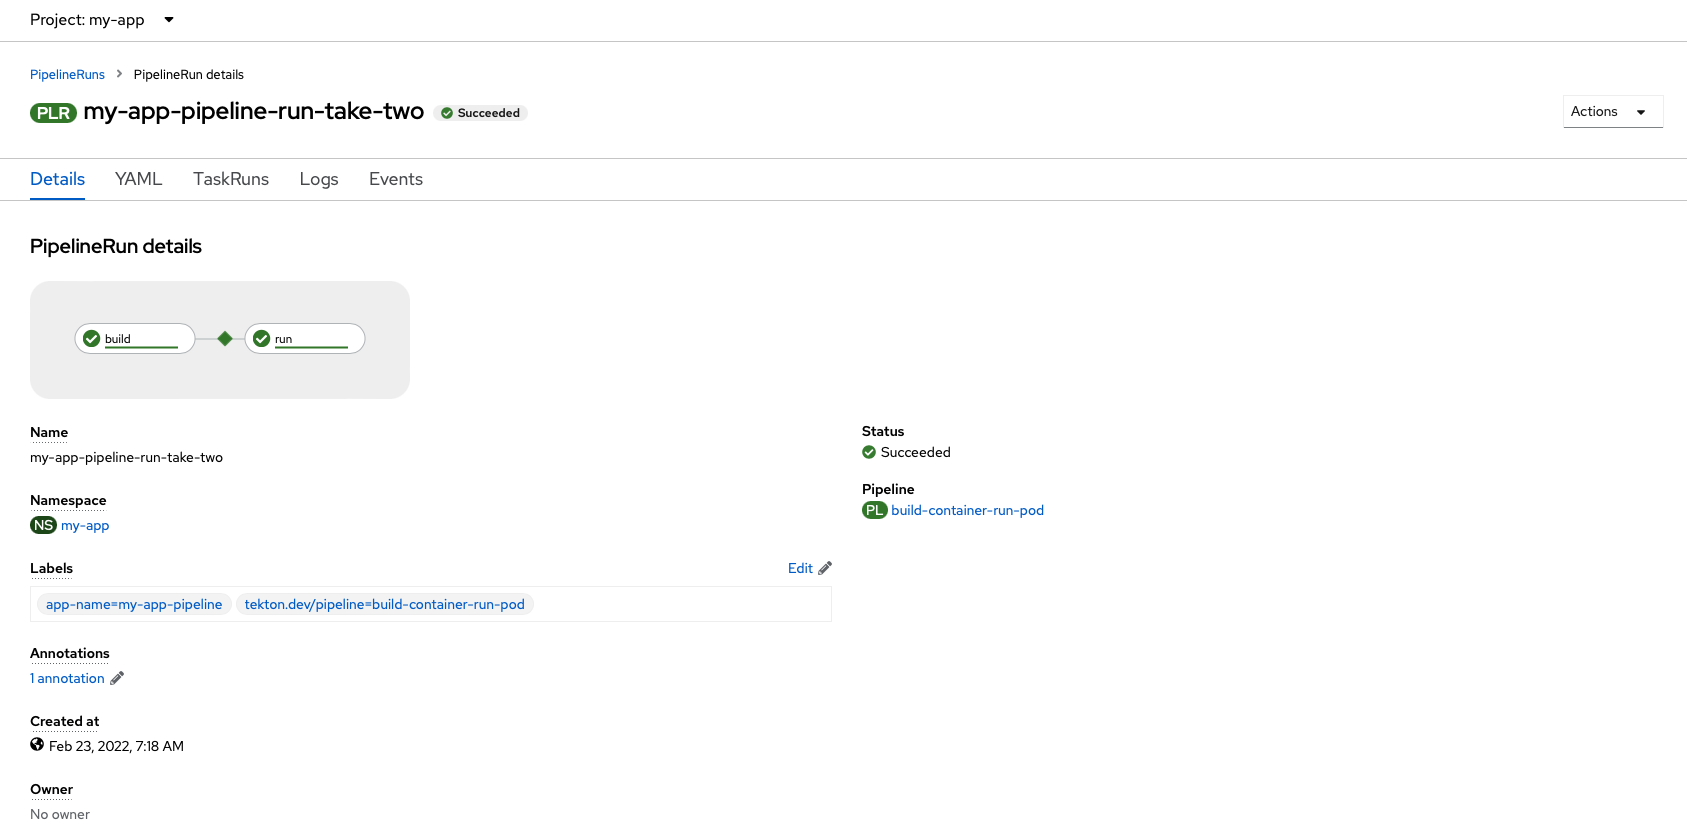 Project: my-app
PipelineRuns PipelineRun details
PLR my-app-pipeline-run-take-two Succeeded
Actions
Details YAML TaskRuns Logs Events
PipelineRun details
build run
Name
my-app-pipeline-run-take-two
Namespace
NS my-app
Labels Edit
app-name=my-app-pipeline tekton.dev/pipeline=build-container-run-pod
Annotations
1 annotation
Created at
Feb 23, 2022, 7:18 AM
Owner
No owner
Status
Succeeded
Pipeline
PL build-container-run-pod